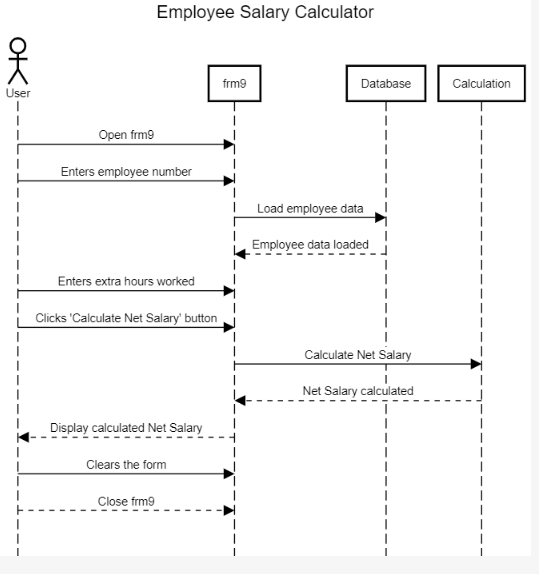 Employee Salary Calculator
User
frm9
Database
Calculation
Open frm9
Enters employee number
Load employee data
Employee data loaded
Enters extra hours worked
Clicks 'Calculate Net Salary' button
Calculate Net Salary
Net Salary calculated
Display calculated Net Salary
Clears the form
Close frm9